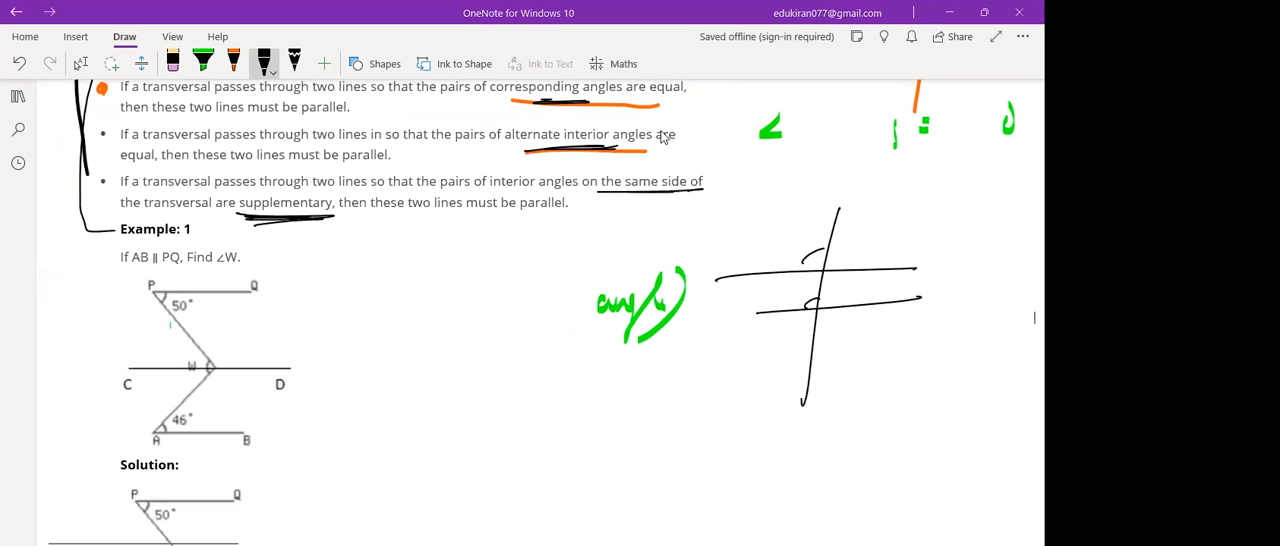 OneNote for Windows 10
edukiran077@gmail.com
Home Insert Draw View Help
Saved offline (sign-in required)
Share
Shapes Ink to Shape Ink to Text Maths
If a transversal passes through two lines so that the pairs of corresponding angles are equal,
then these two lines must be parallel.
• If a transversal passes through two lines in so that the pairs of alternate interior angles are
equal, then these two lines must be parallel.
• If a transversal passes through two lines so that the pairs of interior angles on the same side of
the transversal are supplementary, then these two lines must be parallel.
Example: 1
If AB ∥ PQ, Find ∠W.
P Q
50°
W
C D
46°
A B
Solution:
P Q
50°